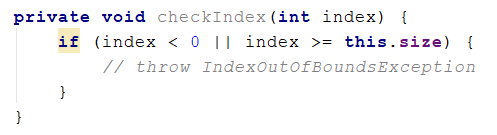 private void checkIndex(int index) {
    if (index < 0 || index >= this.size) {
        // throw IndexOutOfBoundsException
    }
}